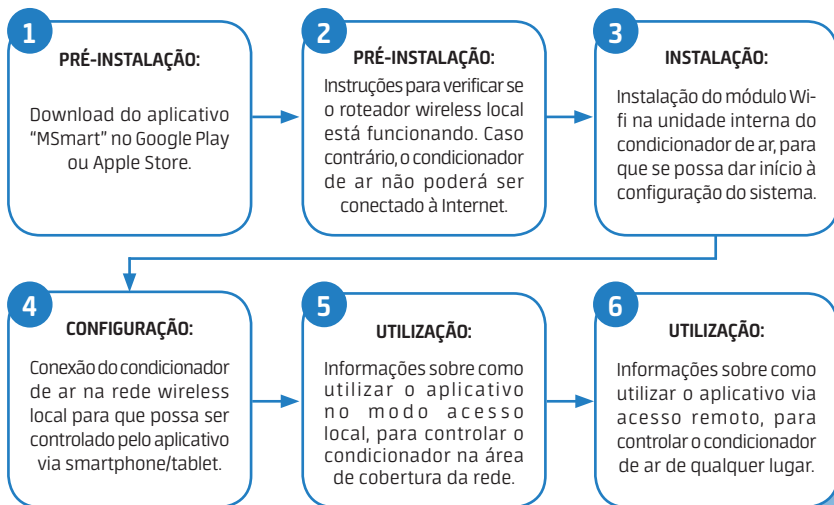 1
PRÉ-INSTALAÇÃO:
Download do aplicativo
“MSmart” no Google Play
ou Apple Store.
2
PRÉ-INSTALAÇÃO:
Instruções para verificar se
o roteador wireless local
está funcionando. Caso
contrário, o condicionador
de ar não poderá ser
conectado à Internet.
3
INSTALAÇÃO:
Instalação do módulo Wi-
fi na unidade interna do
condicionador de ar, para
que se possa dar início à
configuração do sistema.
4
CONFIGURAÇÃO:
Conexão do condicionador
de ar na rede wireless
local para que possa ser
controlado pelo aplicativo
via smartphone/tablet.
5
UTILIZAÇÃO:
Informações sobre como
utilizar o aplicativo
no modo acesso
local, para controlar o
condicionador na área
de cobertura da rede.
6
UTILIZAÇÃO:
Informações sobre como
utilizar o aplicativo via
acesso remoto, para
controlar o condicionador
de ar de qualquer lugar.